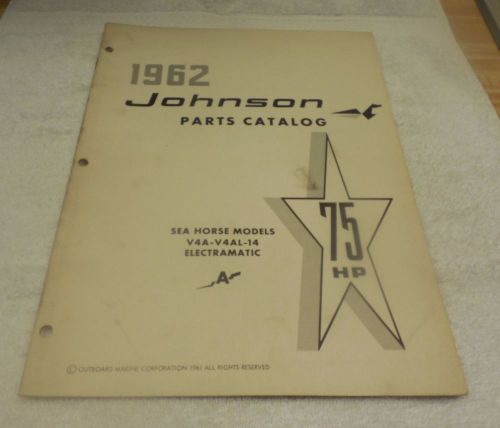 1962
Johnson
PARTS CATALOG
SEA HORSE MODELS
V4A-V4AL-14
ELECTRAMATIC
A
75
HP
© OUTBOARD MARINE CORPORATION 1961 ALL RIGHTS RESERVED